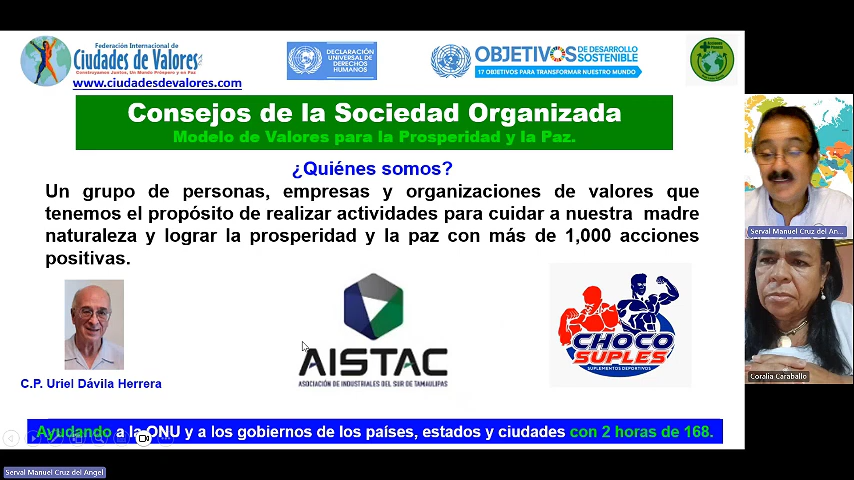 Federación Internacional de
Ciudades de Valores
Construyamos Juntos, Un Mundo Próspero y en Paz
www.ciudadesdevalores.com
DECLARACIÓN
UNIVERSAL DE
DERECHOS
HUMANOS
OBJETIVOS DE DESARROLLO
SOSTENIBLE
17 OBJETIVOS PARA TRANSFORMAR NUESTRO MUNDO
Consejos de la Sociedad Organizada
Modelo de Valores para la Prosperidad y la Paz.
¿Quiénes somos?
Un grupo de personas, empresas y organizaciones de valores que
tenemos el propósito de realizar actividades para cuidar a nuestra madre
naturaleza y lograr la prosperidad y la paz con más de 1,000 acciones
positivas.
C.P. Uriel Dávila Herrera
AISTAC
ASOCIACIÓN DE INDUSTRIALES DEL SUR DE TAMAULIPAS
CHOCO
SUPLES
SUPLEMENTOS DEPORTIVOS
Ayudando a la ONU y a los gobiernos de los países, estados y ciudades con 2 horas de 168.
Serval Manuel Cruz del An...
Coralia Caraballo
Serval Manuel Cruz del Angel